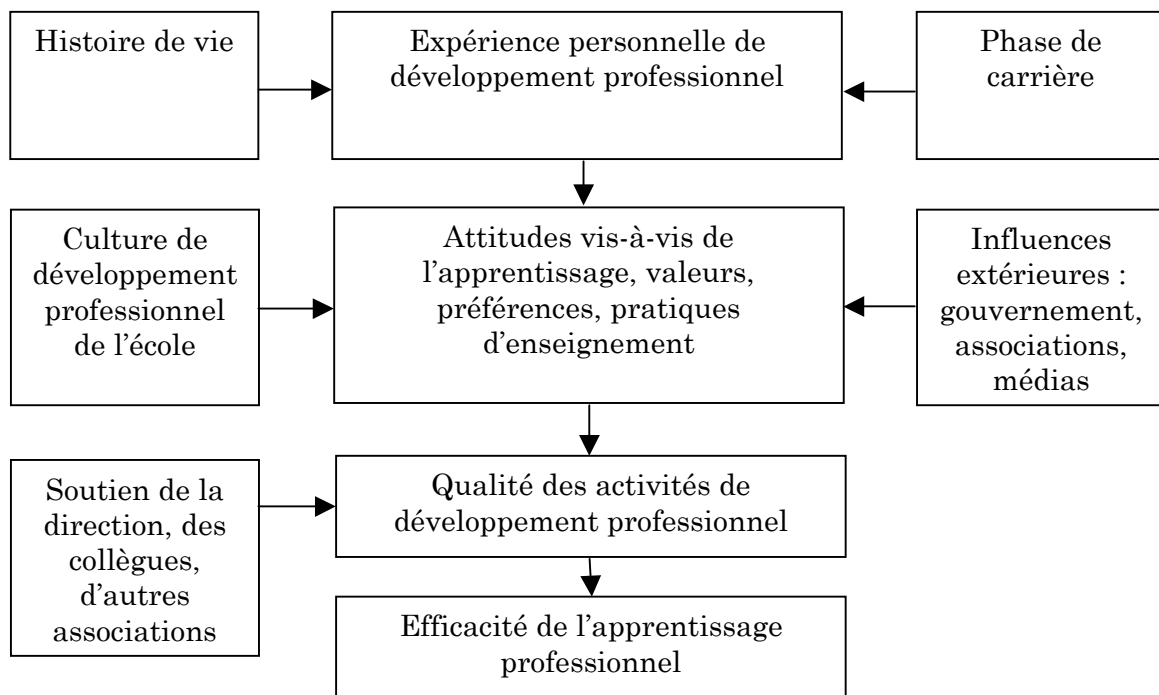 Histoire de vie
Expérience personnelle de
développement professionnel
Phase de
carrière
Culture de
développement
professionnel
de l’école
Attitudes vis-à-vis de
l’apprentissage, valeurs,
préférences, pratiques
d’enseignement
Influences
extérieures :
gouvernement,
associations,
médias
Soutien de la
direction, des
collègues,
d’autres
associations
Qualité des activités de
développement professionnel
Efficacité de l’apprentissage
professionnel